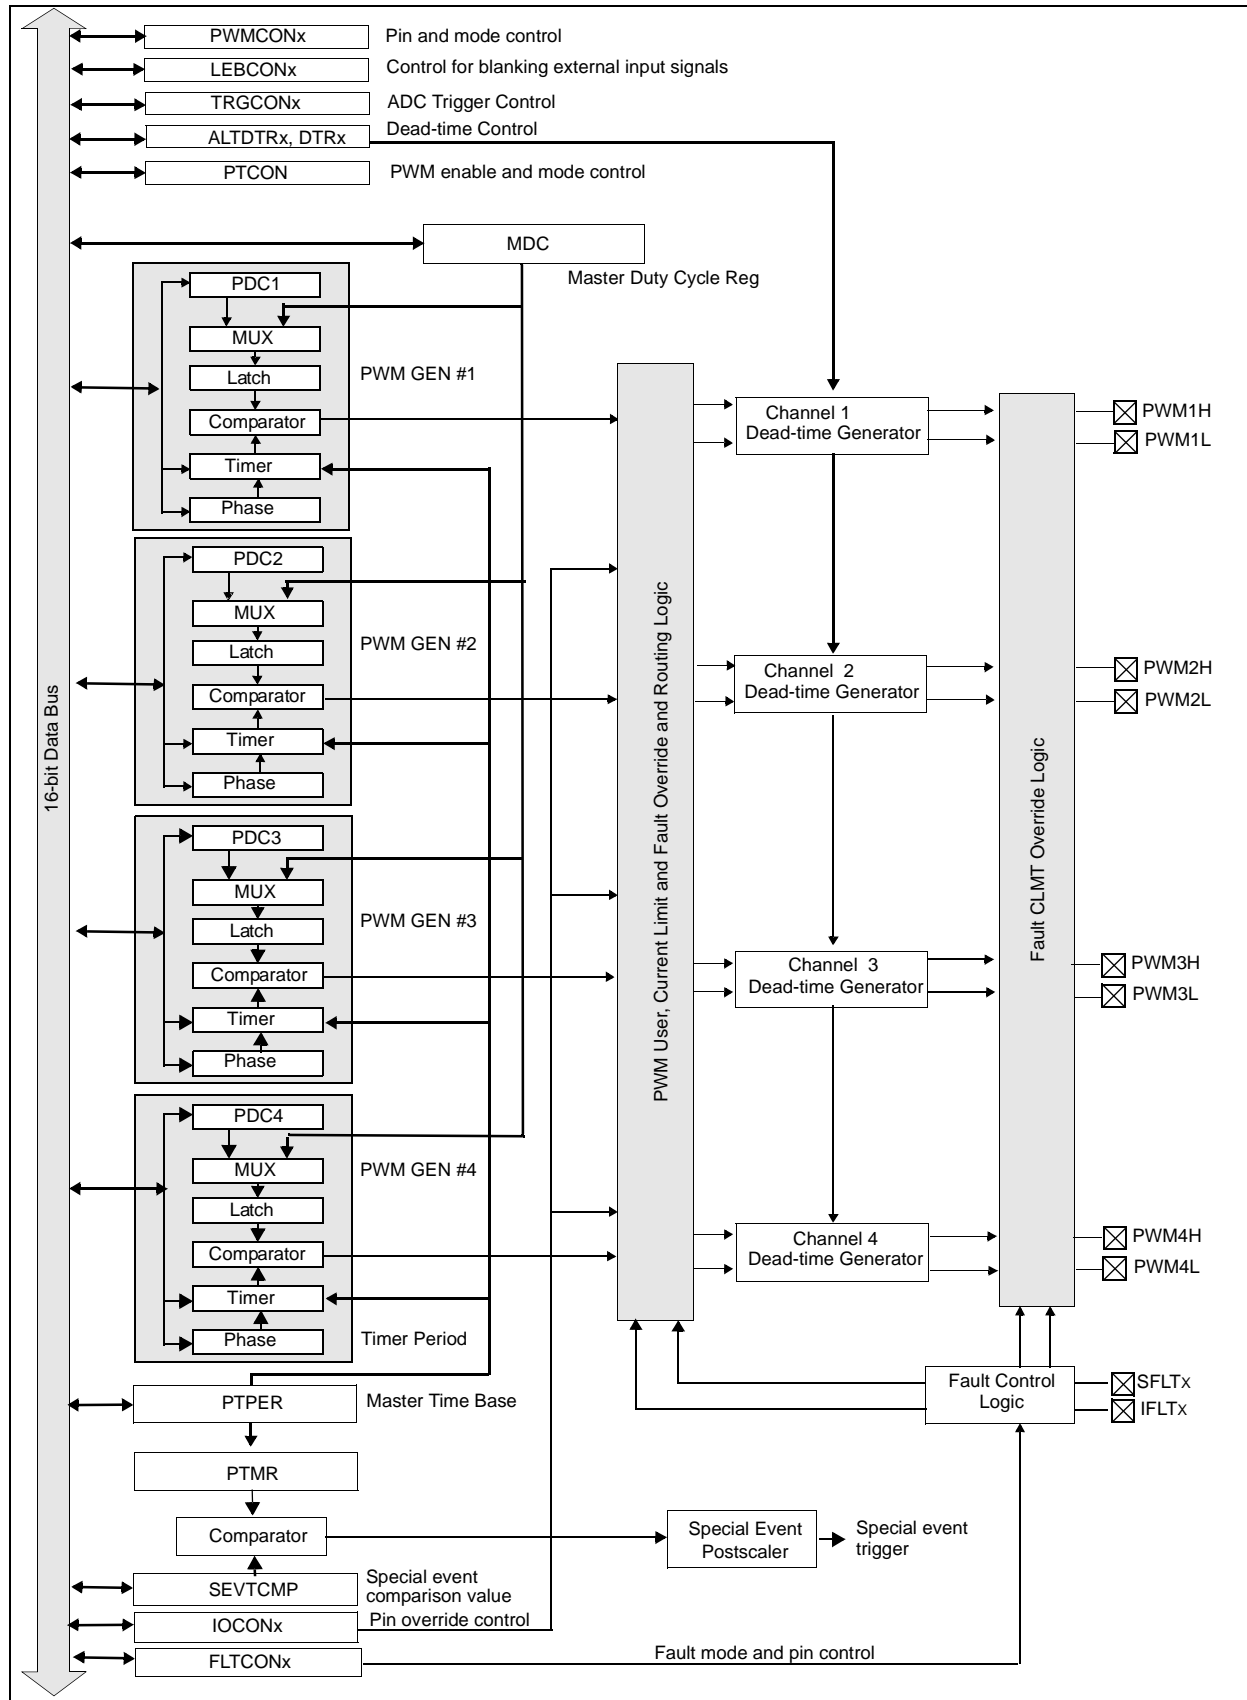 PWMCONx Pin and mode control
LEBCONx Control for blanking external input signals
TRGCONx ADC Trigger Control
ALTDTRx, DTRx Dead-time Control
PTCON PWM enable and mode control
MDC
Master Duty Cycle Reg
16-bit Data Bus
PDC1
MUX
PWM GEN #1
Latch
Comparator
Timer
Phase
PDC2
MUX
PWM GEN #2
Latch
Comparator
Timer
Phase
PDC3
MUX
PWM GEN #3
Latch
Comparator
Timer
Phase
PDC4
MUX
PWM GEN #4
Latch
Comparator
Timer
Phase
Timer Period
PWM User, Current Limit and Fault Override and Routing Logic
Channel 1
Dead-time Generator
Channel 2
Dead-time Generator
Channel 3
Dead-time Generator
Channel 4
Dead-time Generator
Fault CLMT Override Logic
PWM1H
PWM1L
PWM2H
PWM2L
PWM3H
PWM3L
PWM4H
PWM4L
Fault Control
Logic
SFLTX
IFLTX
PTPER Master Time Base
PTMR
Comparator
Special Event
Postscaler
Special event
trigger
SEVTCMP
Special event
comparison value
IOCONx Pin override control
FLTCONx Fault mode and pin control